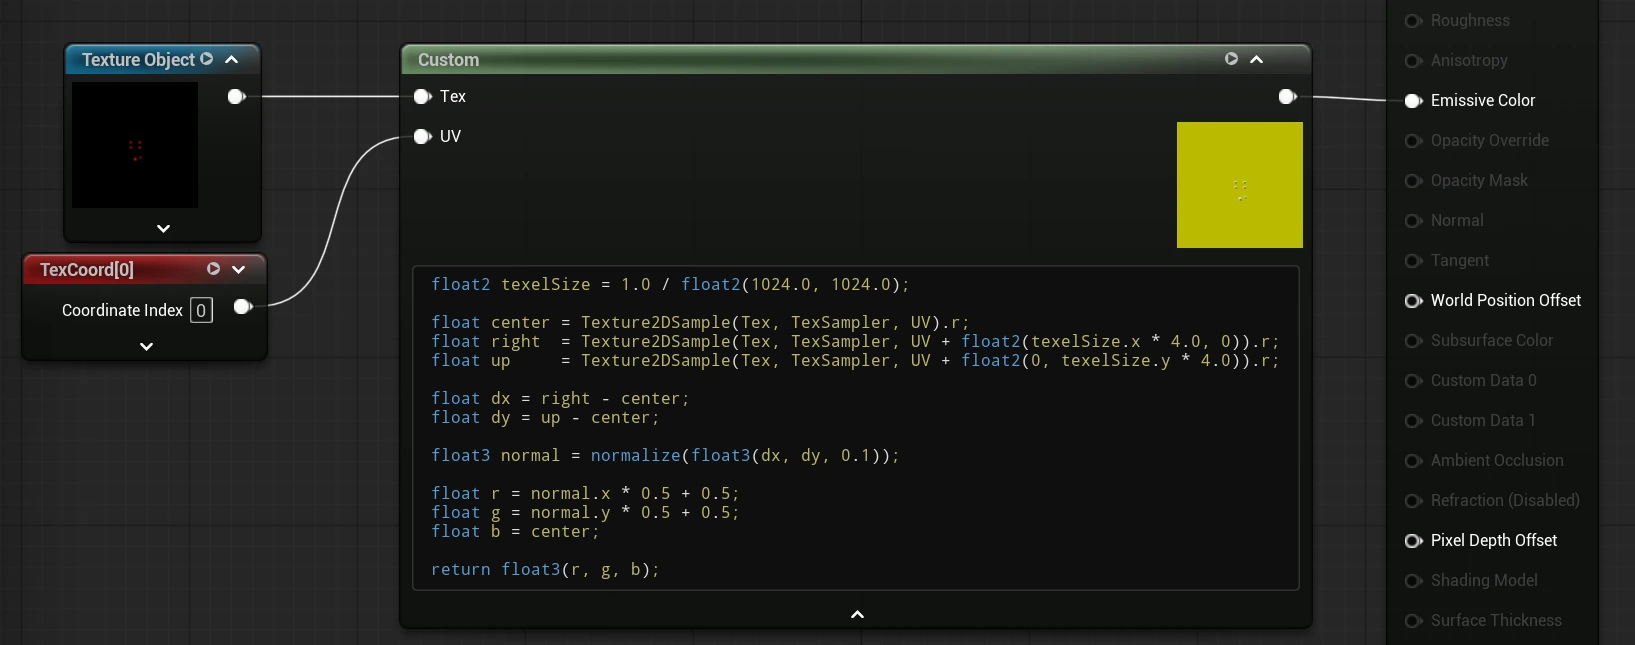 Texture Object
TexCoord[0]
Coordinate Index 0
Custom
Tex
UV
float2 texelSize = 1.0 / float2(1024.0, 1024.0);
float center = Texture2DSample(Tex, TexSampler, UV).r;
float right  = Texture2DSample(Tex, TexSampler, UV + float2(texelSize.x * 4.0, 0)).r;
float up     = Texture2DSample(Tex, TexSampler, UV + float2(0, texelSize.y * 4.0)).r;
float dx = right - center;
float dy = up - center;
float3 normal = normalize(float3(dx, dy, 0.1));
float r = normal.x * 0.5 + 0.5;
float g = normal.y * 0.5 + 0.5;
float b = center;
return float3(r, g, b);
Roughness
Anisotropy
Emissive Color
Opacity Override
Opacity Mask
Normal
Tangent
World Position Offset
Subsurface Color
Custom Data 0
Custom Data 1
Ambient Occlusion
Refraction (Disabled)
Pixel Depth Offset
Shading Model
Surface Thickness